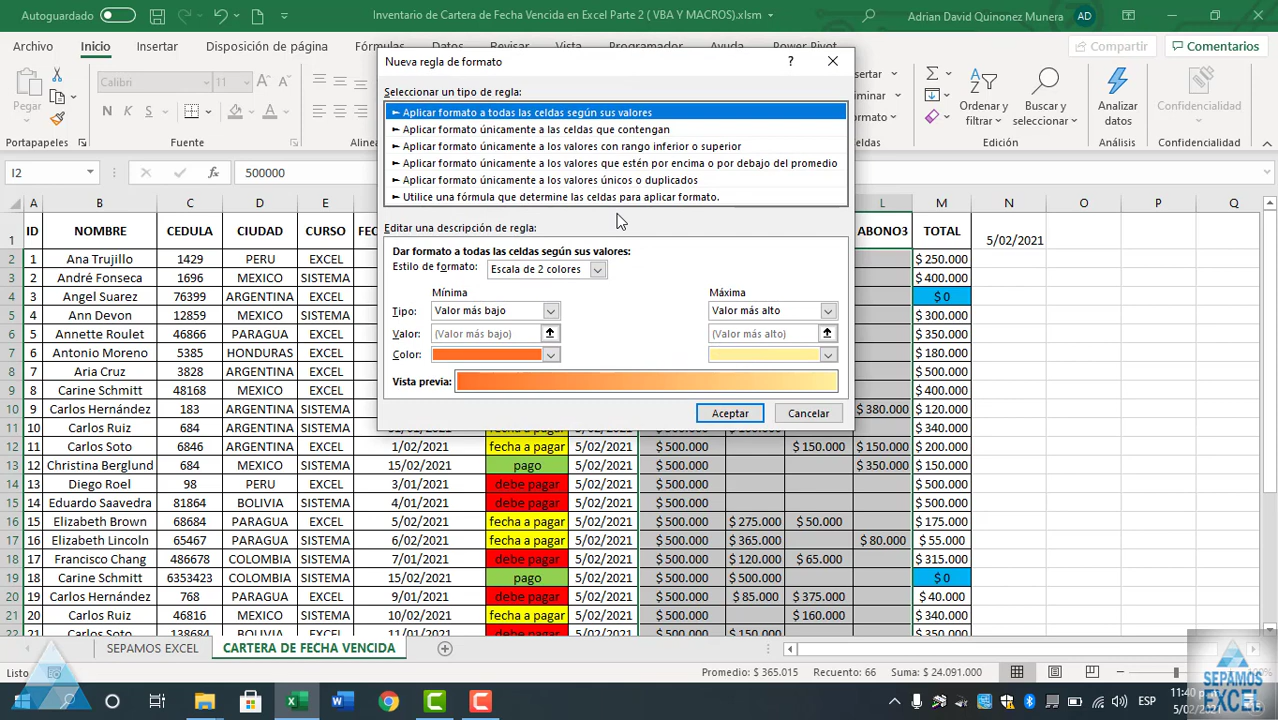 Autoguardado
Inventario de Cartera de Fecha Vencida en Excel Parte 2 ( VBA Y MACROS).xlsm
Adrian David Quinonez Munera AD
Archivo Inicio Insertar Disposición de página Fórmulas Datos Revisar Vista Programador Ayuda Power Pivot Compartir Comentarios
Nueva regla de formato ?
Seleccionar un tipo de regla:
Aplicar formato a todas las celdas según sus valores
Aplicar formato únicamente a las celdas que contengan
Aplicar formato únicamente a los valores con rango inferior o superior
Aplicar formato únicamente a los valores que estén por encima o por debajo del promedio
Aplicar formato únicamente a los valores únicos o duplicados
Utilice una fórmula que determine las celdas para aplicar formato.
Editar una descripción de regla:
Dar formato a todas las celdas según sus valores:
Estilo de formato: Escala de 2 colores
Mínima Máxima
Tipo: Valor más bajo Valor más alto
Valor: (Valor más bajo) (Valor más alto)
Color:
Vista previa:
Aceptar Cancelar
Pegar
Calibri 11
N K S
Portapapeles Fuente Edición Análisis Confidencialidad
Ordenar y filtrar
Buscar y seleccionar
Analizar datos
Confidencialidad
I2 fx 500000
A B C D E L M N O P Q
1 ID NOMBRE CEDULA CIUDAD CURSO ABONO3 TOTAL 5/02/2021
2 1 Ana Trujillo 1429 PERU EXCEL $ 250.000
3 2 André Fonseca 1696 MEXICO SISTEMA $ 400.000
4 3 Angel Suarez 76399 ARGENTINA EXCEL $ 0
5 4 Ann Devon 12859 MEXICO SISTEMA $ 300.000
6 5 Annette Roulet 46866 PARAGUA EXCEL $ 350.000
7 6 Antonio Moreno 5385 HONDURAS EXCEL $ 180.000
8 7 Aria Cruz 3828 ARGENTINA EXCEL $ 500.000
9 8 Carine Schmitt 48168 MEXICO EXCEL $ 400.000
10 9 Carlos Hernández 183 ARGENTINA SISTEMA $ 380.000 $ 120.000
11 10 Carlos Ruiz 684 ARGENTINA EXCEL $ 340.000
12 11 Carlos Soto 6846 ARGENTINA EXCEL 1/02/2021 fecha a pagar 5/02/2021 $ 500.000 $ 150.000 $ 150.000 $ 200.000
13 12 Christina Berglund 684 MEXICO SISTEMA 15/02/2021 pago 5/02/2021 $ 500.000 $ 350.000 $ 150.000
14 13 Diego Roel 98 PERU EXCEL 3/01/2021 debe pagar 5/02/2021 $ 500.000 $ 500.000
15 14 Eduardo Saavedra 84810 BOLIVIA SISTEMA 1/01/2021 debe pagar 5/02/2021 $ 500.000 $ 500.000
16 15 Elizabeth Brown 68684 PARAGUA EXCEL 5/02/2021 fecha a pagar 5/02/2021 $ 500.000 $ 275.000 $ 50.000 $ 175.000
17 16 Elizabeth Lincoln 65467 PARAGUA EXCEL 6/02/2021 fecha a pagar 5/02/2021 $ 500.000 $ 365.000 $ 80.000 $ 55.000
18 17 Francisco Chang 486678 COLOMBIA SISTEMA 7/01/2021 debe pagar 5/02/2021 $ 500.000 $ 120.000 $ 65.000 $ 315.000
19 18 Carine Schmitt 6353423 COLOMBIA SISTEMA 15/02/2021 pago 5/02/2021 $ 500.000 $ 500.000 $ 0
20 19 Carlos Hernández 768 PARAGUA SISTEMA 9/01/2021 debe pagar 5/02/2021 $ 500.000 $ 85.000 $ 375.000 $ 40.000
21 20 Carlos Ruiz 46816 MEXICO SISTEMA 10/02/2021 fecha a pagar 5/02/2021 $ 500.000 $ 160.000 $ 340.000
22 21 Carlos Soto 138684 BOLIVIA SISTEMA 11/01/2021 debe pagar 5/02/2021 $ 500.000 $ 150.000 $ 350.000
SEPAMOS EXCEL CARTERA DE FECHA VENCIDA
Listo Promedio: $ 365.015 Recuento: 66 Suma: $ 24.091.000
SEPAMOS
EXCEL
ESP 11:40 p.
5/02/2021